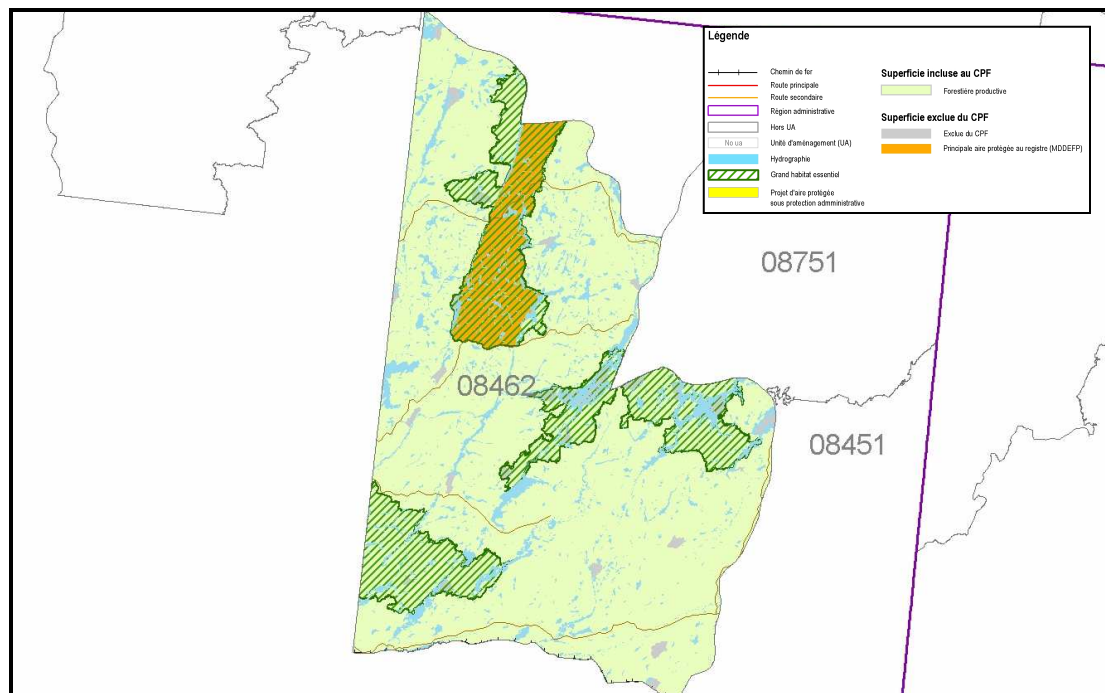 Légende
Chemin de fer
Route principale
Route secondaire
Région administrative
Hors UA
No ua Unité d'aménagement (UA)
Hydrographie
Grand habitat essentiel
Projet d'aire protégée
sous protection admministrative
Superficie incluse au CPF
Forestière productive
Superficie exclue du CPF
Exclue du CPF
Principale aire protégée au registre (MDDEFP)
08751
08462
08451